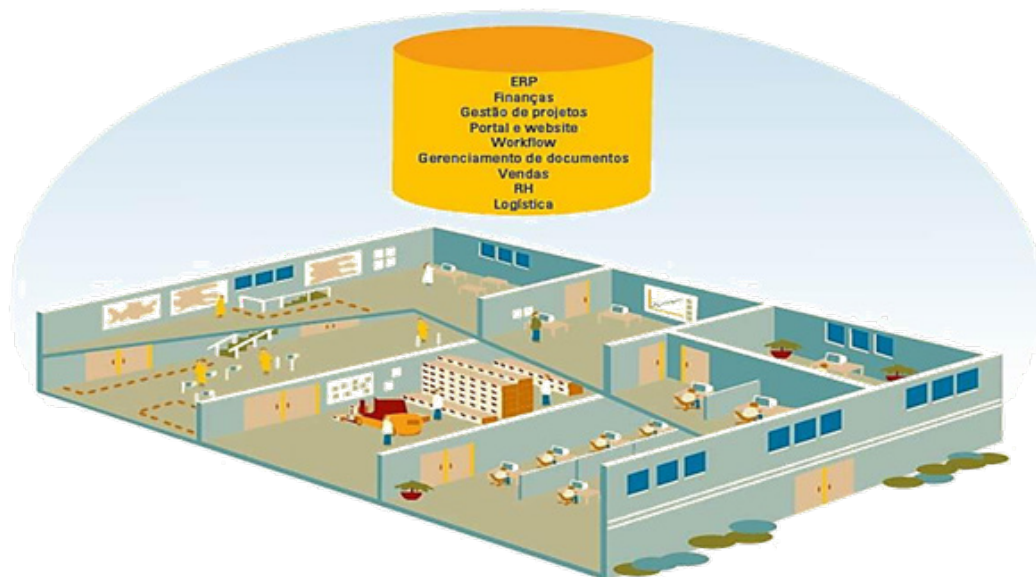 ERP
Finanças
Gestão de projetos
Portal e website
Workflow
Gerenciamento de documentos
Vendas
RH
Logística